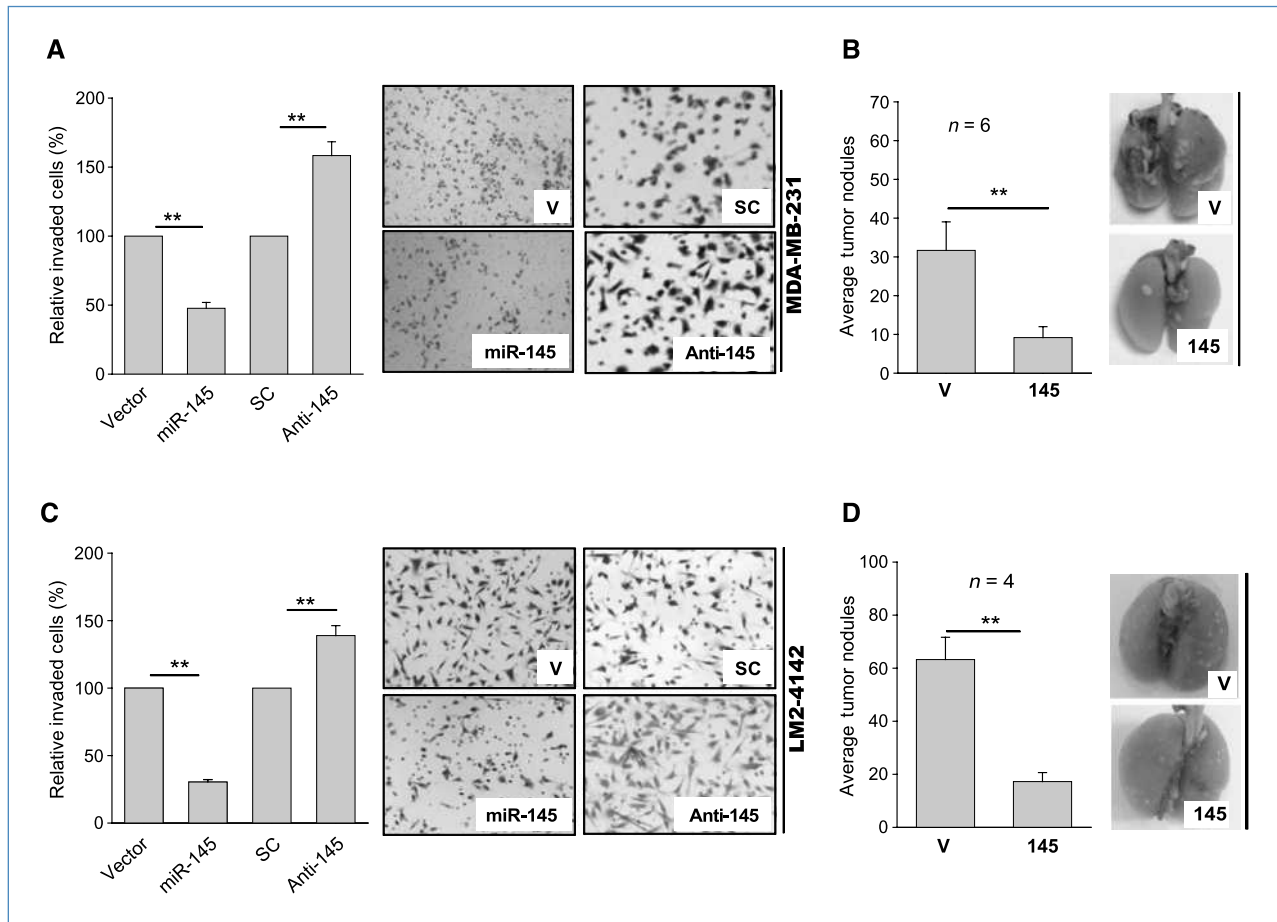 A
Relative invaded cells (%)
200
150
100
50
0
**
**
Vector
miR-145
SC
Anti-145
V
SC
miR-145
Anti-145
MDA-MB-231
B
Average tumor nodules
70
60
50
40
30
20
10
0
n = 6
**
V
145
V
145
C
Relative invaded cells (%)
200
150
100
50
0
**
**
Vector
miR-145
SC
Anti-145
V
SC
miR-145
Anti-145
LM2-4142
D
Average tumor nodules
100
80
60
40
20
0
n = 4
**
V
145
V
145